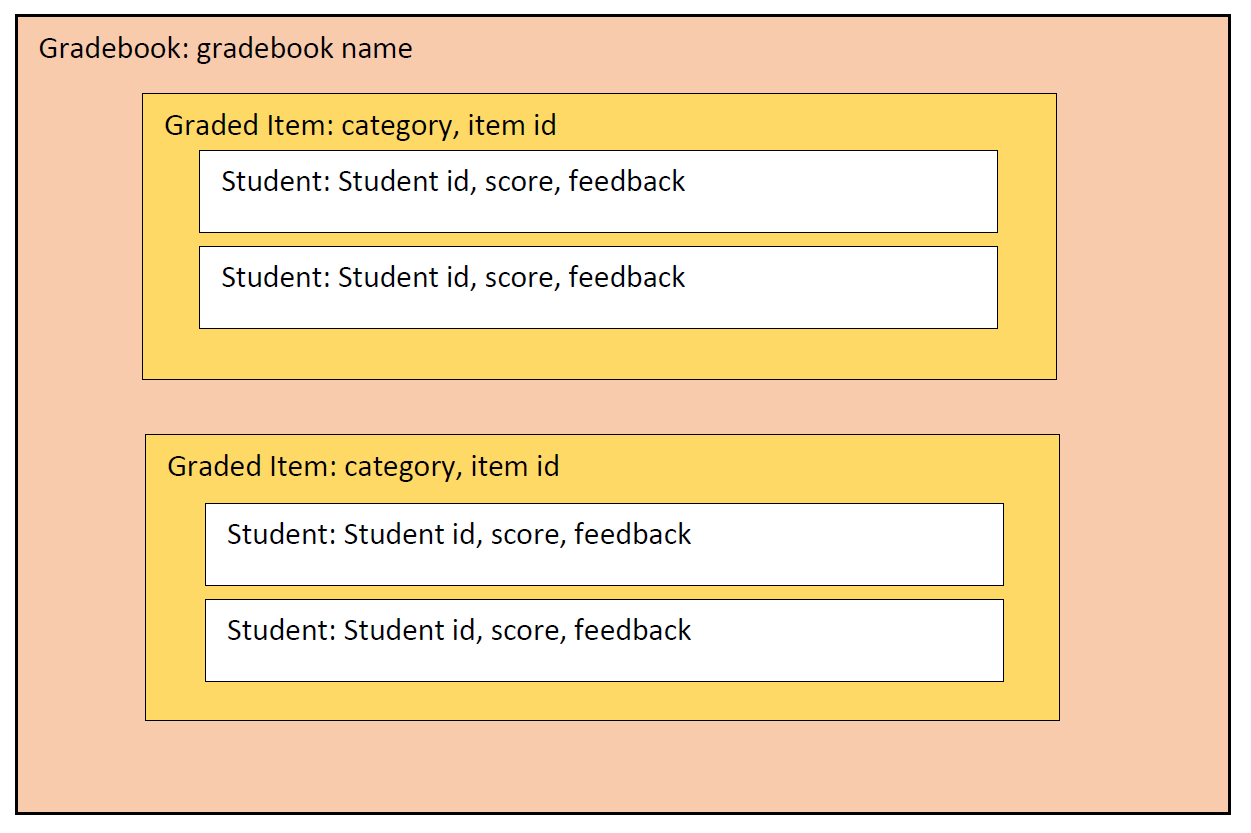 Gradebook: gradebook name
Graded Item: category, item id
Student: Student id, score, feedback
Student: Student id, score, feedback
Graded Item: category, item id
Student: Student id, score, feedback
Student: Student id, score, feedback